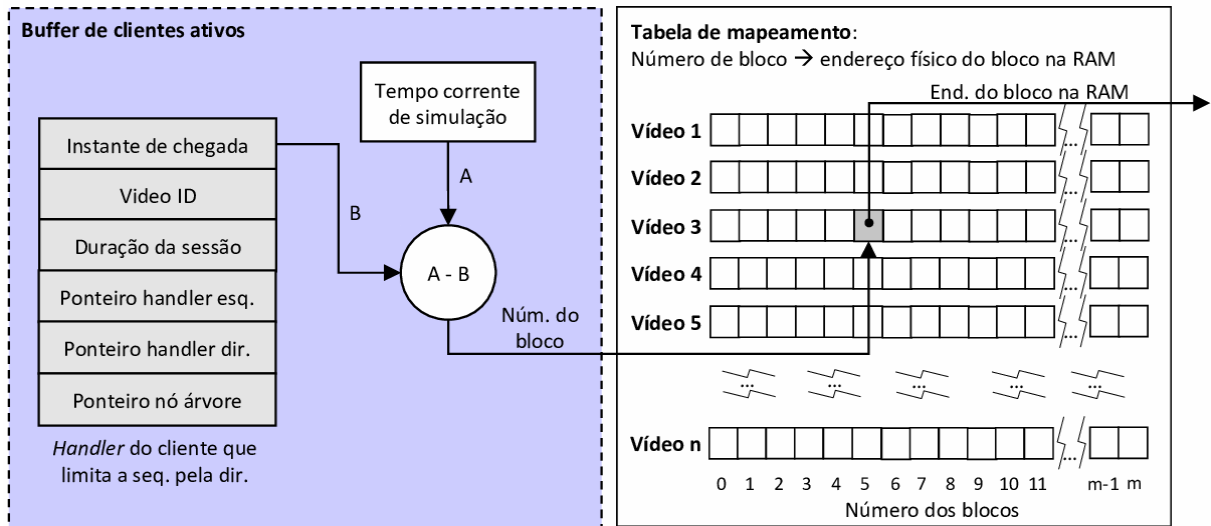 Buffer de clientes ativos
Tempo corrente
de simulação
Instante de chegada
Video ID
Duração da sessão
Ponteiro handler esq.
Ponteiro handler dir.
Ponteiro nó árvore
A
B
A - B
Núm. do
bloco
Handler do cliente que
limita a seq. pela dir.
Tabela de mapeamento:
Número de bloco → endereço físico do bloco na RAM
End. do bloco na RAM
Vídeo 1
...
Vídeo 2
...
Vídeo 3
...
Vídeo 4
...
Vídeo 5
...
... ... ... ... ...
Vídeo n
...
0 1 2 3 4 5 6 7 8 9 10 11 m-1 m
Número dos blocos